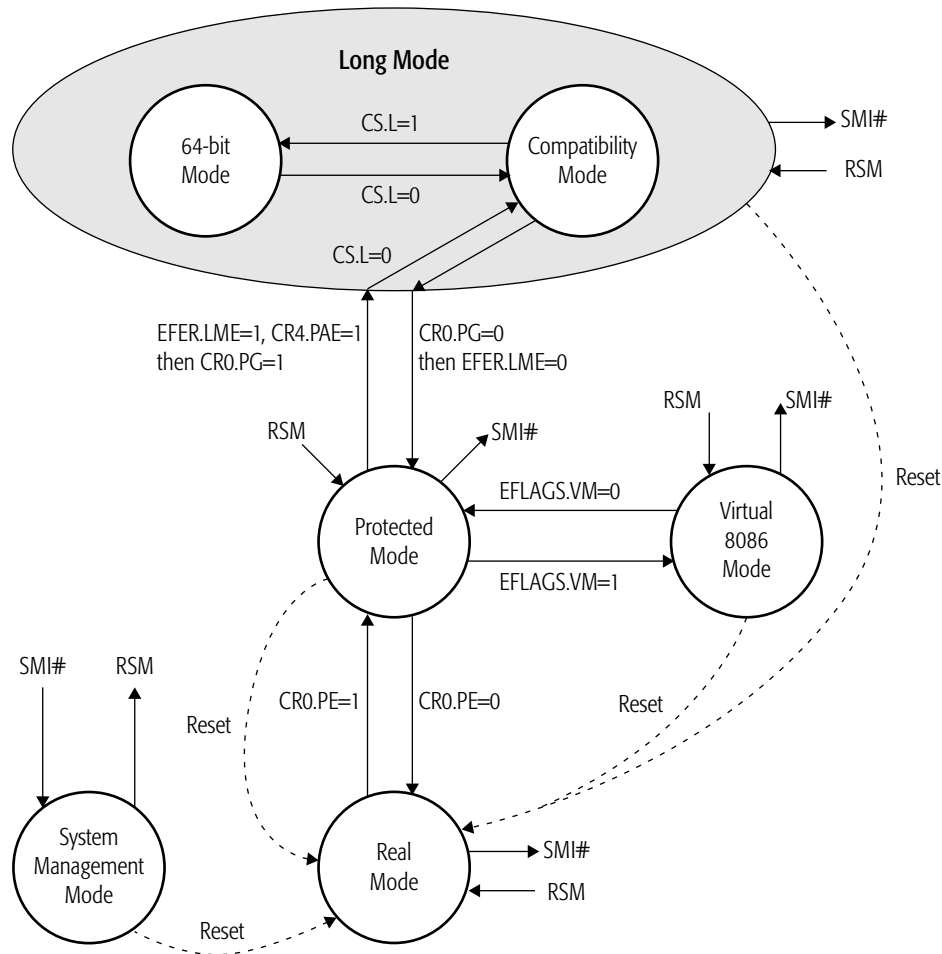 Long Mode
64-bit
Mode
CS.L=1
Compatibility
Mode
CS.L=0
SMI#
RSM
CS.L=0
EFER.LME=1, CR4.PAE=1
then CR0.PG=1
CR0.PG=0
then EFER.LME=0
RSM
SMI#
RSM
SMI#
Reset
Protected
Mode
EFLAGS.VM=0
EFLAGS.VM=1
Virtual
8086
Mode
SMI#
RSM
Reset
CR0.PE=1
CR0.PE=0
Reset
System
Management
Mode
Real
Mode
SMI#
RSM
Reset